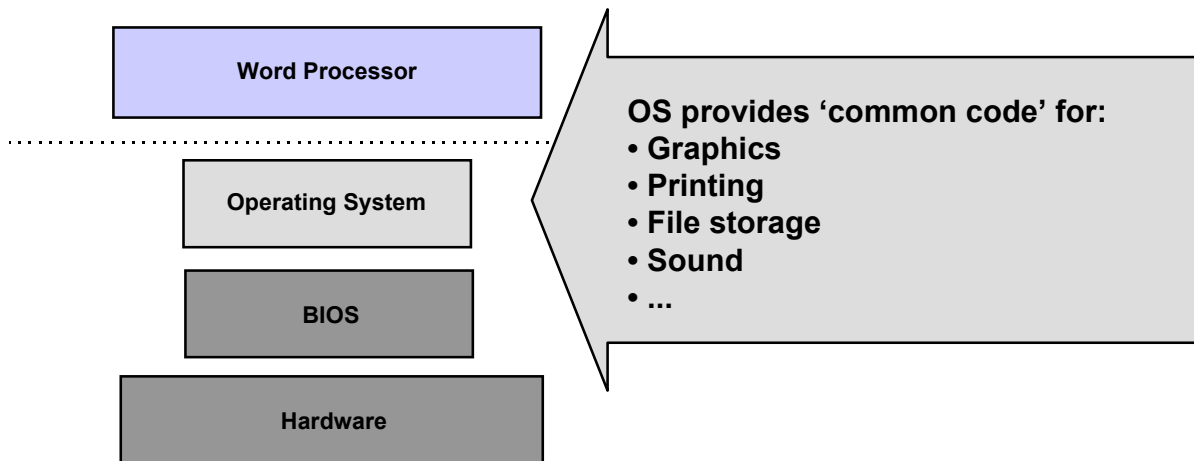 Word Processor
OS provides ‘common code’ for:
• Graphics
• Printing
• File storage
• Sound
• ...
Operating System
BIOS
Hardware